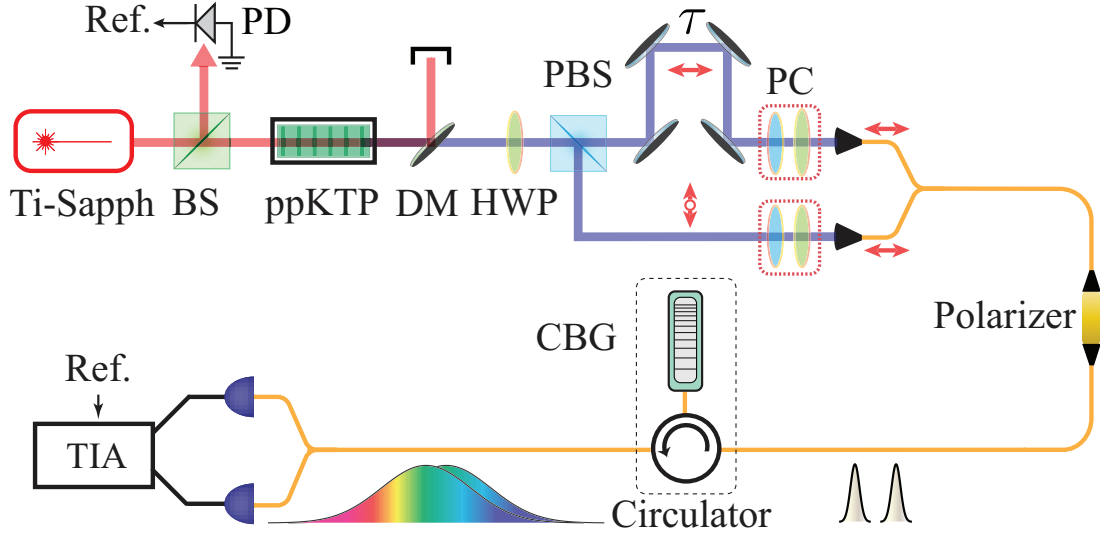 Ref.
PD
τ
PBS
PC
Ti-Sapph
BS
ppKTP
DM
HWP
CBG
Polarizer
Ref.
TIA
Circulator